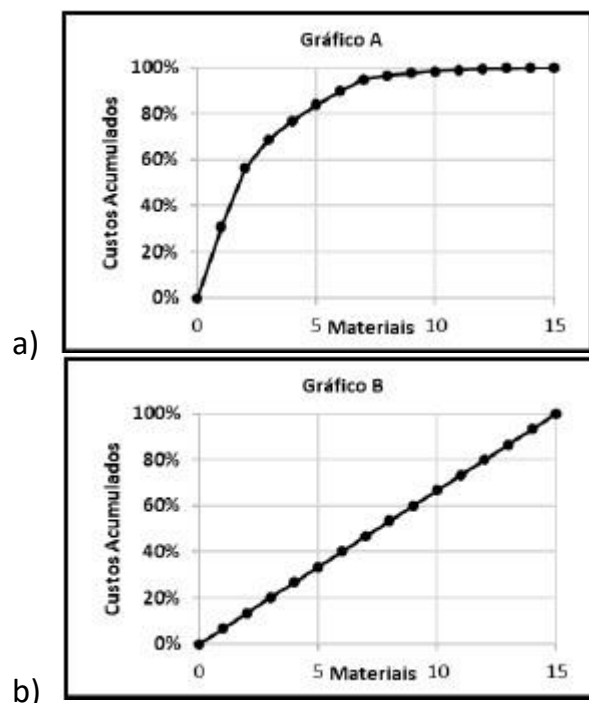 Gráfico A
100%
80%
60%
40%
20%
0%
Custos Acumulados
0 5 10 15
Materiais
a)
Gráfico B
100%
80%
60%
40%
20%
0%
Custos Acumulados
0 5 10 15
Materiais
b)